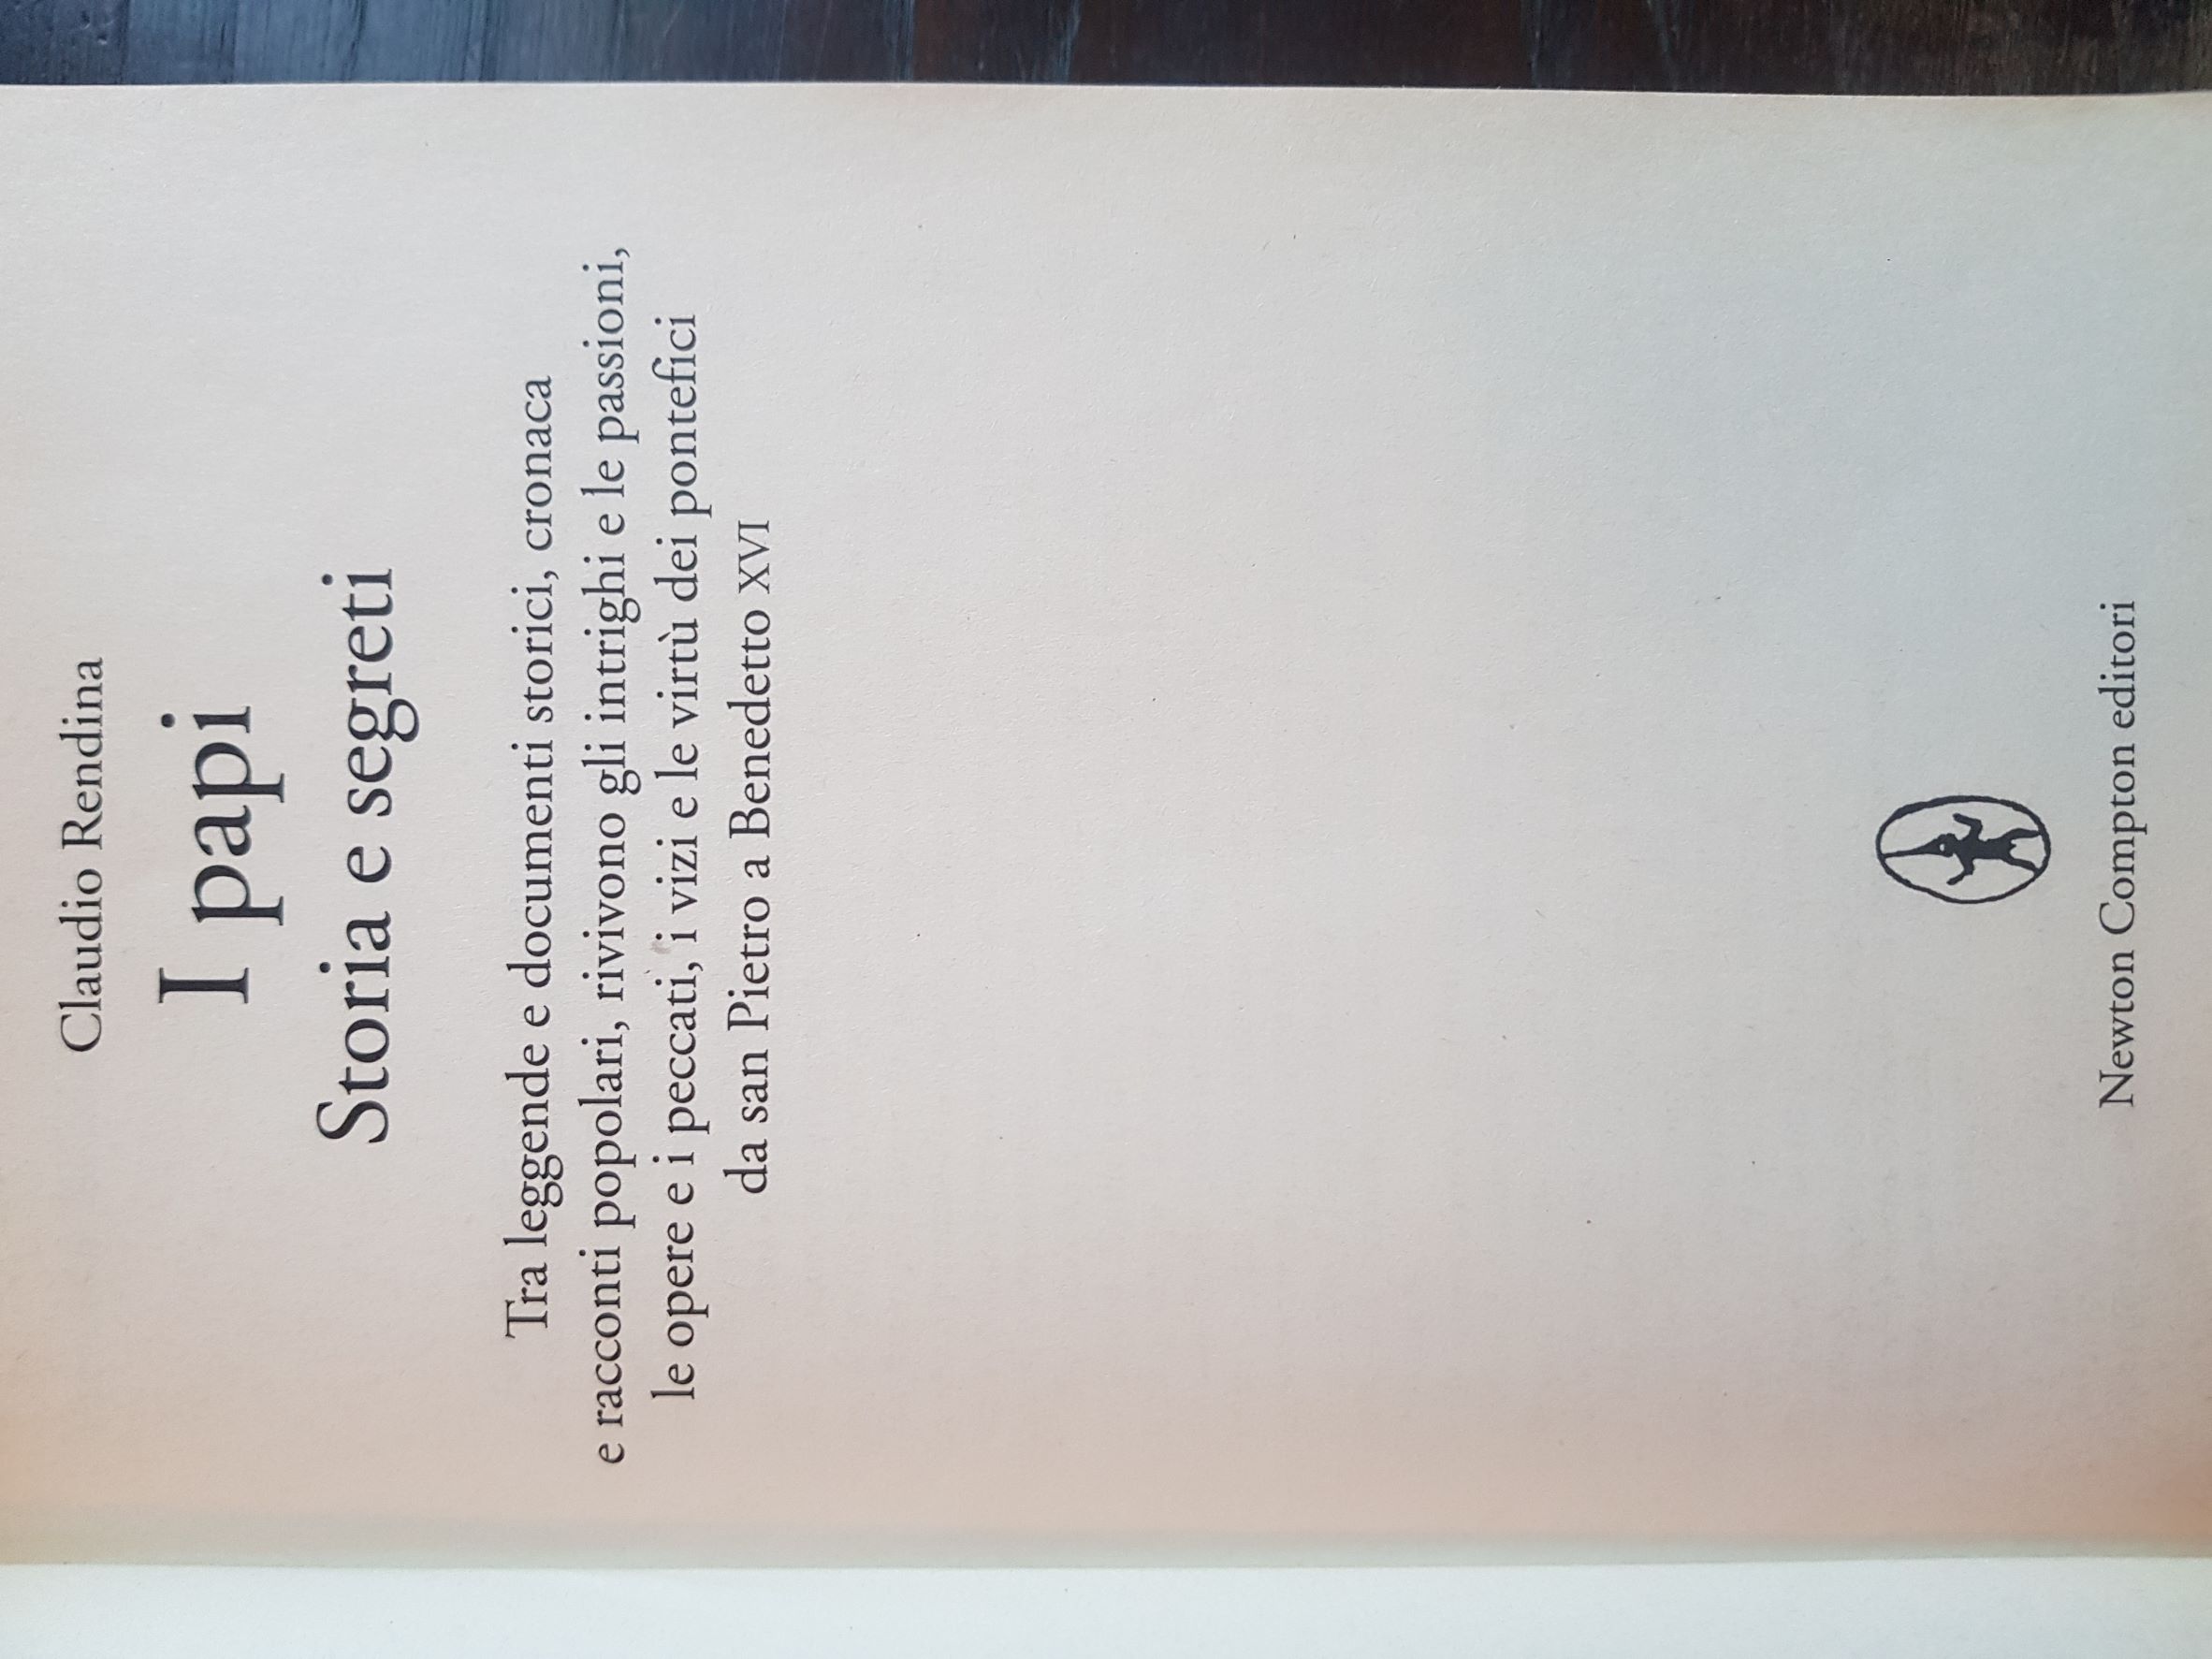 Claudio Rendina
I papi
Storia e segreti
Tra leggende e documenti storici, cronaca
e racconti popolari, rivivono gli intrighi e le passioni,
le opere e i peccati, i vizi e le virtù dei pontefici
da san Pietro a Benedetto XVI
Newton Compton editori